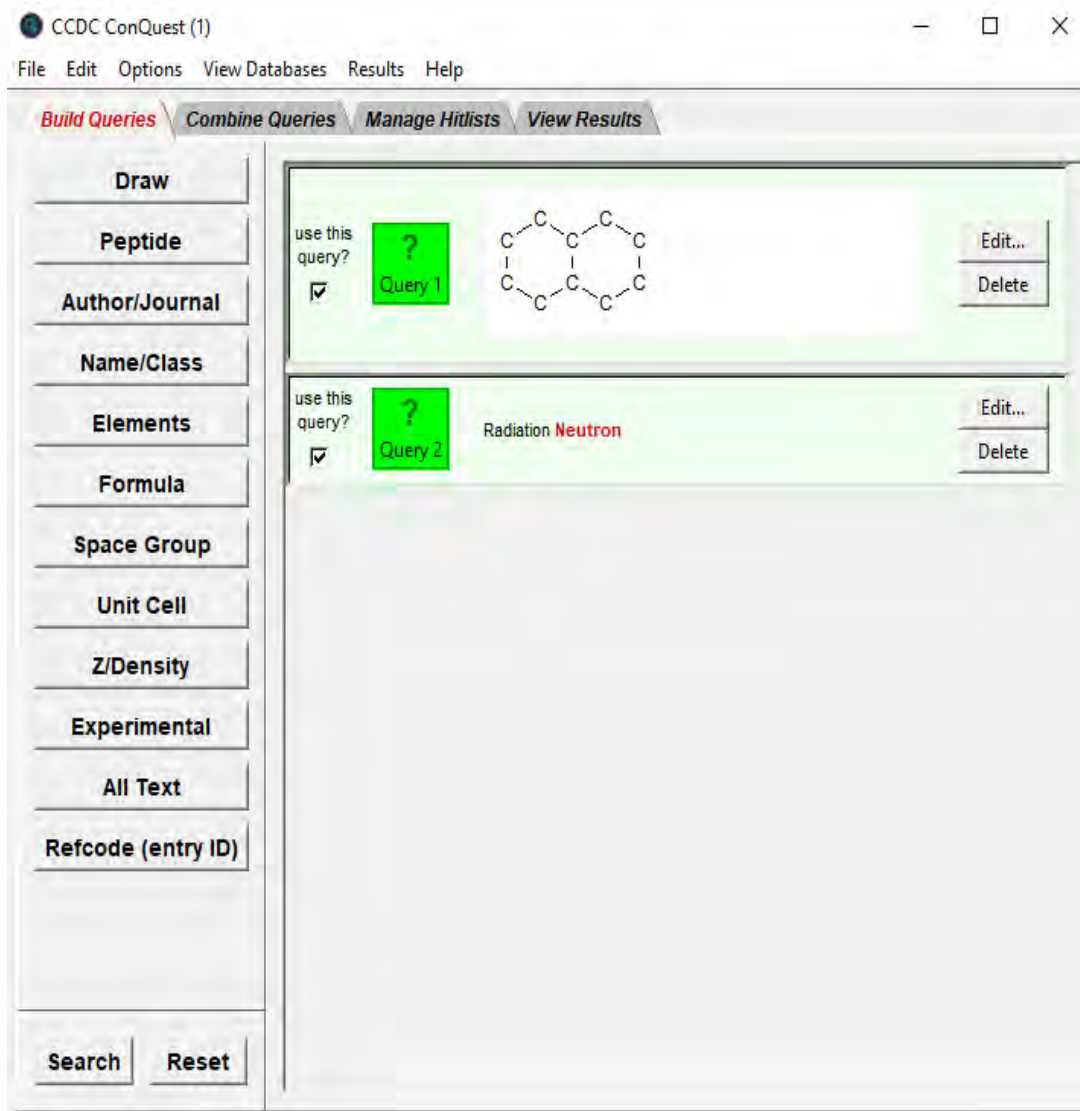 CCDC ConQuest (1)
File Edit Options View Databases Results Help
Build Queries Combine Queries Manage Hitlists View Results
Draw
Peptide
Author/Journal
Name/Class
Elements
Formula
Space Group
Unit Cell
Z/Density
Experimental
All Text
Refcode (entry ID)
Search Reset
use this
query?
?
Query 1
C C
C C C
C C C
C C
Edit...
Delete
use this
query?
?
Query 2
Radiation Neutron
Edit...
Delete